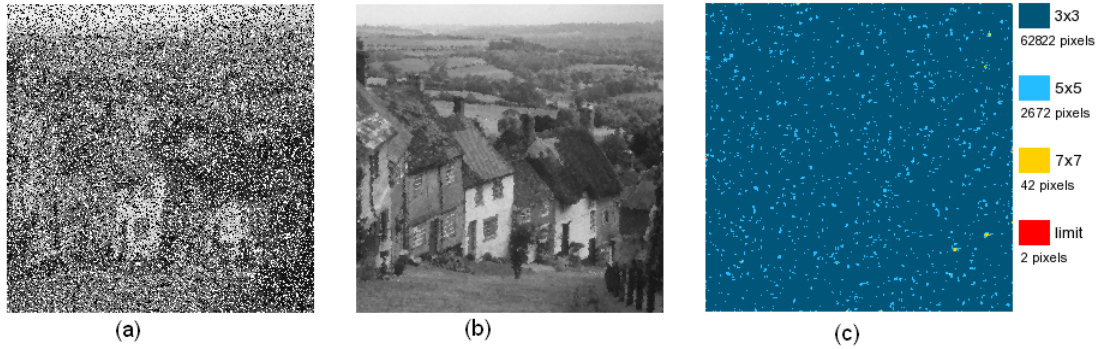 3x3
62822 pixels
5x5
2672 pixels
7x7
42 pixels
limit
2 pixels
(a)
(b)
(c)